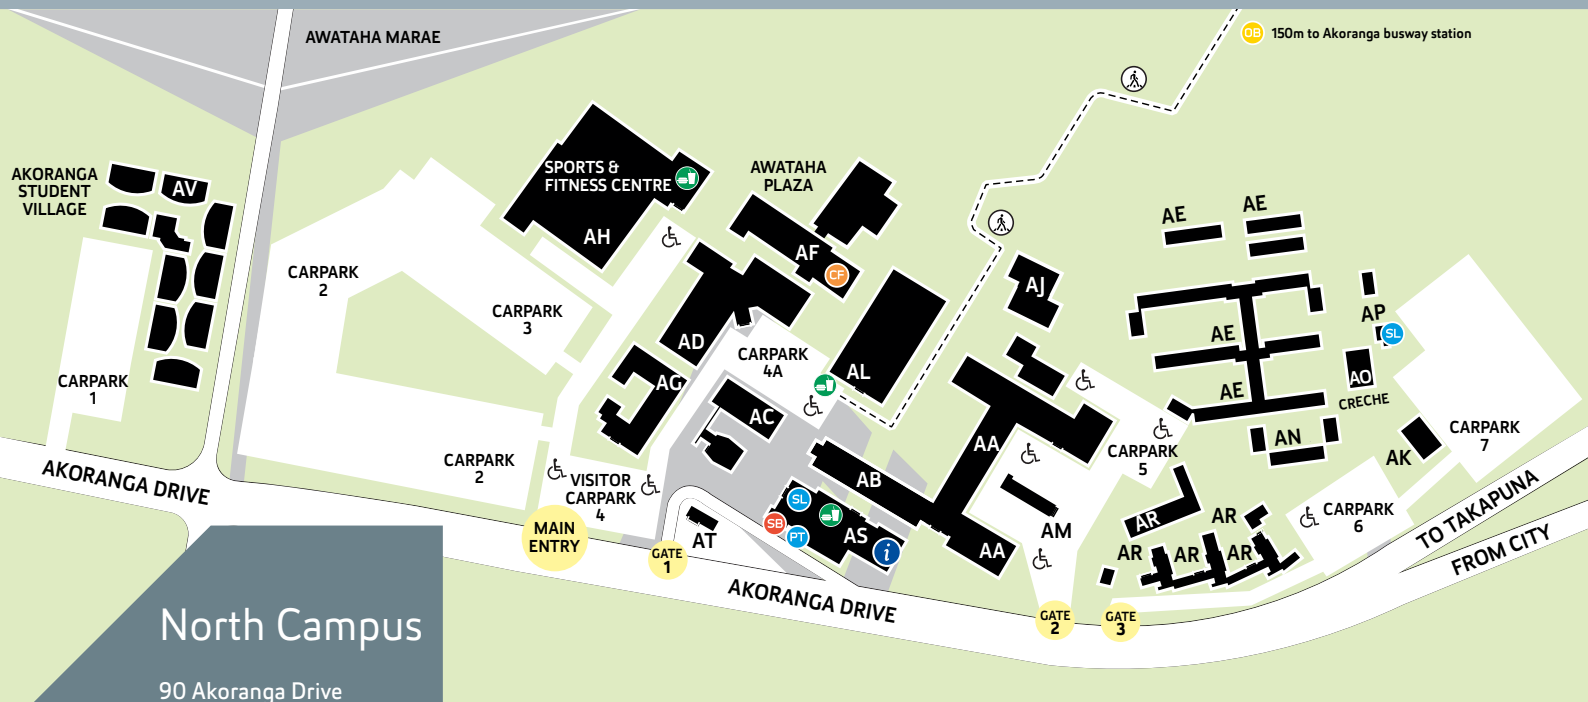 AWATAHA MARAE
OB 150m to Akoranga busway station
AKORANGA
STUDENT
VILLAGE
AV
SPORTS &
FITNESS CENTRE
AH
AWATAHA
PLAZA
AF
CF
AE
AE
AJ
AE
AE
AP
SL
AO
CRECHE
AN
AK
CARPARK
7
CARPARK
2
CARPARK
3
CARPARK
1
AD
CARPARK
4A
AL
AG
AC
AA
CARPARK
5
CARPARK
2
VISITOR
CARPARK
4
AB
SL
SB
PT
AS
i
AA
AM
AR
AR
AR
AR
AR
CARPARK
6
AT
MAIN
ENTRY
GATE
1
GATE
2
GATE
3
AKORANGA DRIVE
AKORANGA DRIVE
TO TAKAPUNA
FROM CITY
North Campus
90 Akoranga Drive